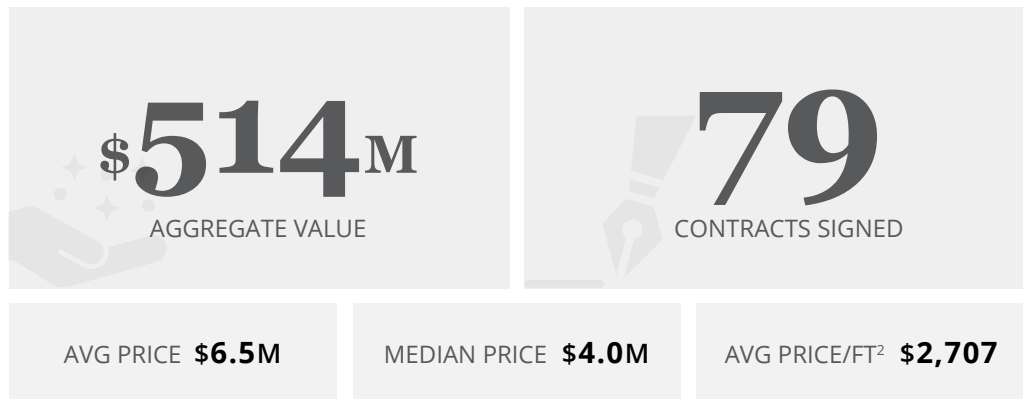 $514M
AGGREGATE VALUE
79
CONTRACTS SIGNED
AVG PRICE $6.5M
MEDIAN PRICE $4.0M
AVG PRICE/FT² $2,707